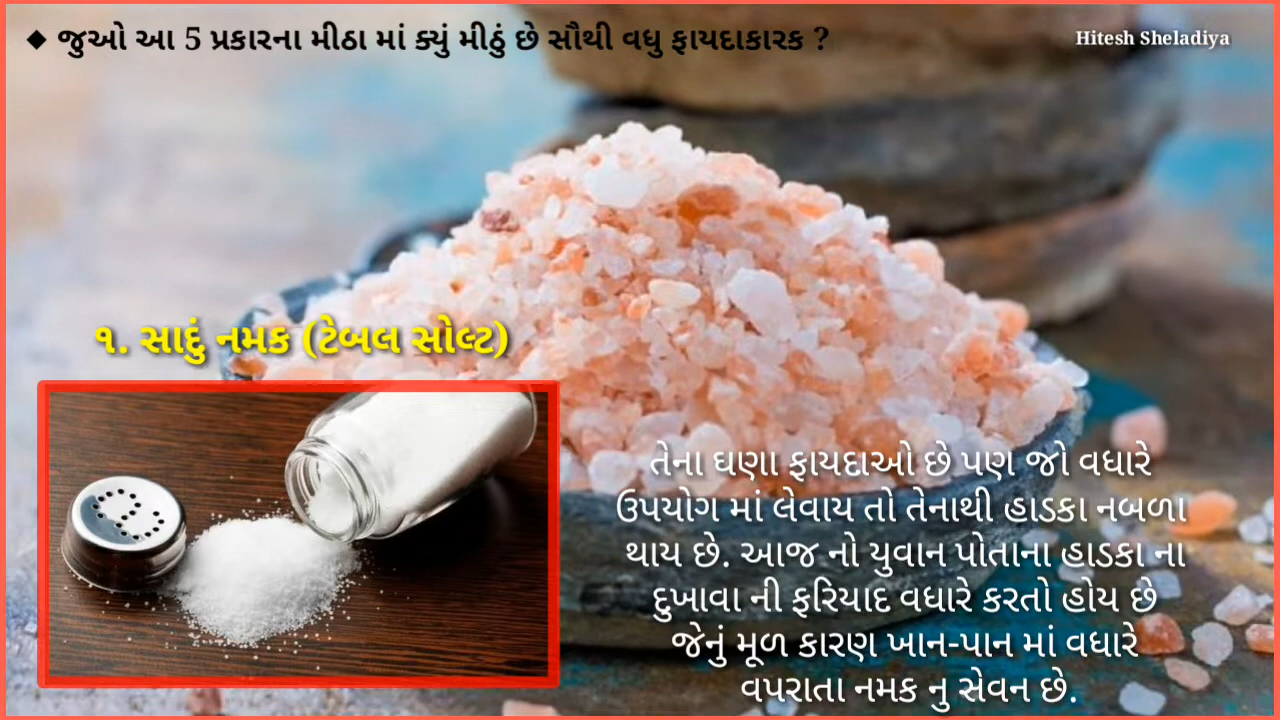 ◆ જુઓ આ 5 પ્રકારના મીઠા માં ક્યું મીઠું છે સૌથી વધુ ફાયદાકારક ?
Hitesh Sheladiya
૧. સાદું નમક (ટેબલ સોલ્ટ)
તેના ઘણા ફાયદાઓ છે પણ જો વધારે
ઉપયોગ માં લેવાય તો તેનાથી હાડકા નબળા
થાય છે. આજ નો યુવાન પોતાના હાડકા ના
દુખાવા ની ફરિયાદ વધારે કરતો હોય છે
જેનું મૂળ કારણ ખાન-પાન માં વધારે
વપરાતા નમક નુ સેવન છે.